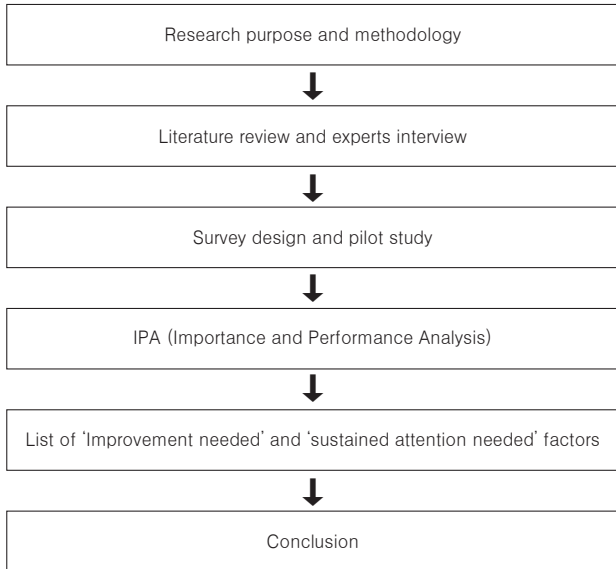 Research purpose and methodology
Literature review and experts interview
Survey design and pilot study
IPA (Importance and Performance Analysis)
List of ‘Improvement needed’ and ‘sustained attention needed’ factors
Conclusion